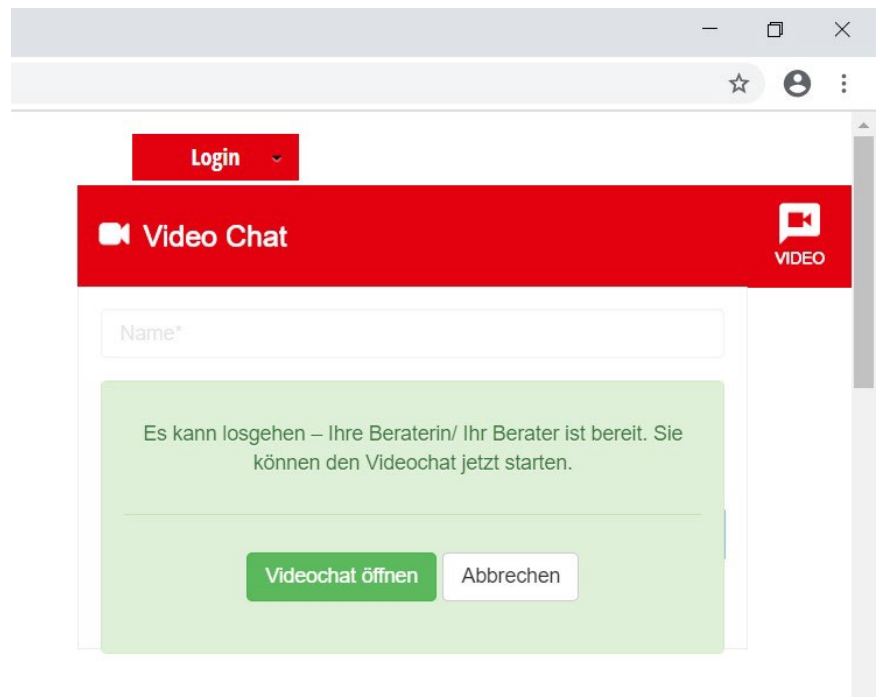 Login
Video Chat
VIDEO
Name*
Es kann losgehen – Ihre Beraterin/ Ihr Berater ist bereit. Sie
können den Videochat jetzt starten.
Videochat öffnen
Abbrechen